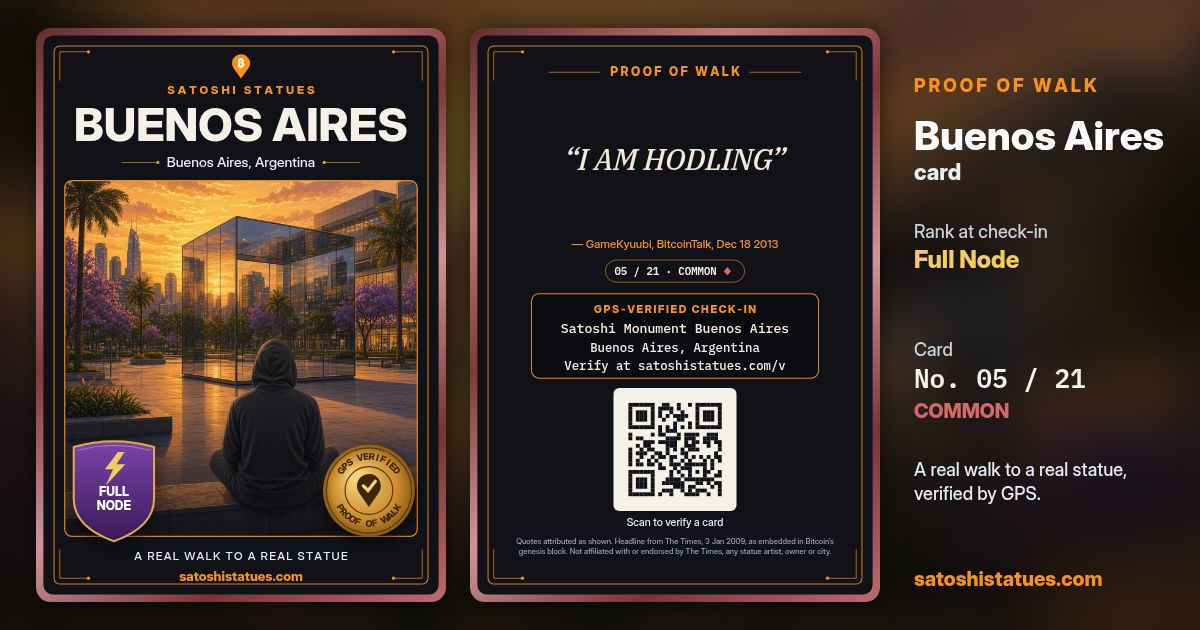 SATOSHI STATUES
BUENOS AIRES
Buenos Aires, Argentina
FULL
NODE
GPS VERIFIED
PROOF OF WALK
A REAL WALK TO A REAL STATUE
satoshistatues.com
PROOF OF WALK
“I AM HODLING”
— GameKyuubi, BitcoinTalk, Dec 18 2013
05 / 21 · COMMON ♦
GPS-VERIFIED CHECK-IN
Satoshi Monument Buenos Aires
Buenos Aires, Argentina
Verify at satoshistatues.com/v
Scan to verify a card
Quotes attributed as shown. Headline from The Times, 3 Jan 2009, as embedded in Bitcoin's
genesis block. Not affiliated with or endorsed by The Times, any statue artist, owner or city.
PROOF OF WALK
Buenos Aires
card
Rank at check-in
Full Node
Card
No. 05 / 21
COMMON
A real walk to a real statue,
verified by GPS.
satoshistatues.com